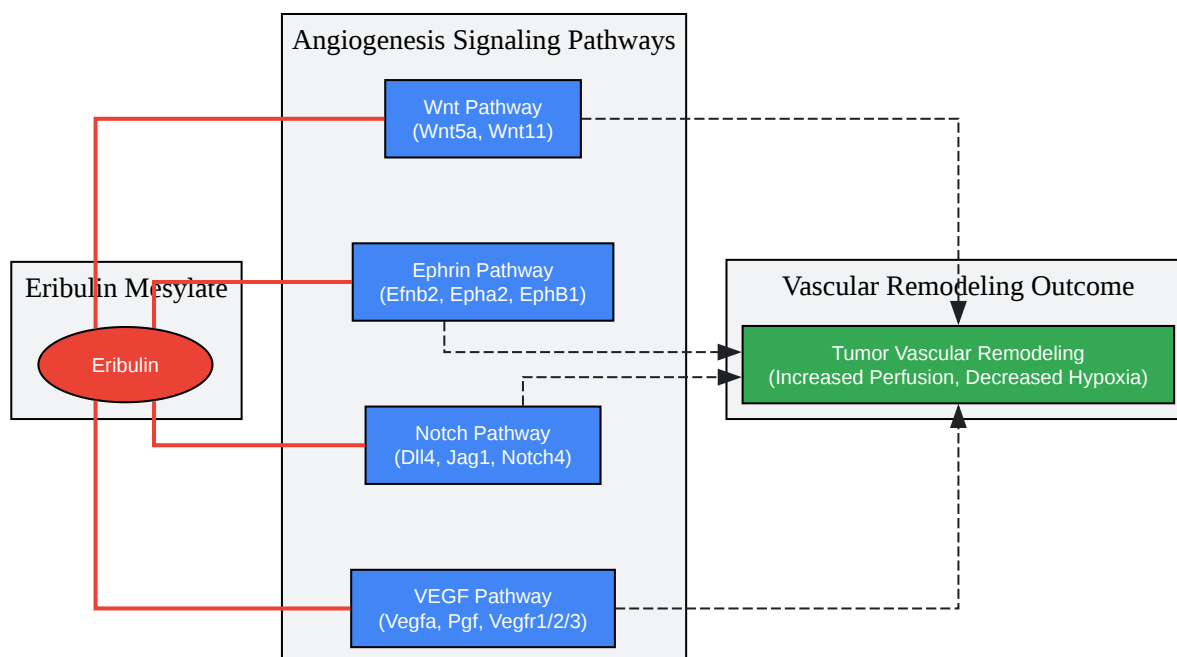 Angiogenesis Signaling Pathways
Wnt Pathway
(Wnt5a, Wnt11)
Eribulin Mesylate
Eribulin
Ephrin Pathway
(Efnb2, Epha2, EphB1)
Notch Pathway
(Dll4, Jag1, Notch4)
VEGF Pathway
(Vegfa, Pgf, Vegfr1/2/3)
Vascular Remodeling Outcome
Tumor Vascular Remodeling
(Increased Perfusion, Decreased Hypoxia)